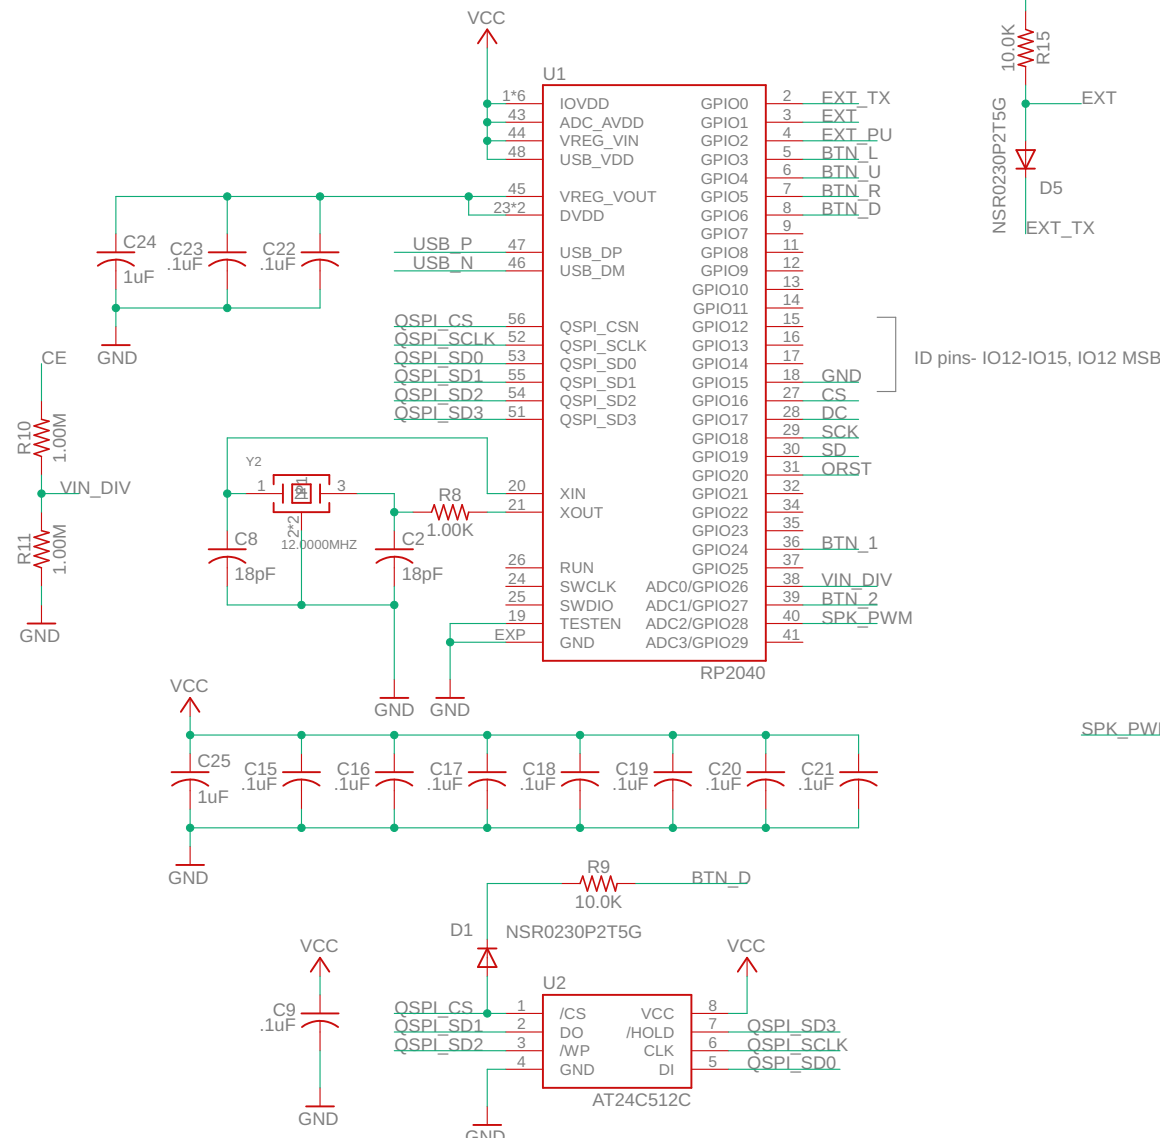 VCC
U1
1*6 IOVDD GPIO0 2 EXT_TX
43 ADC_AVDD GPIO1 3 EXT
44 VREG_VIN GPIO2 4 EXT_PU
48 USB_VDD GPIO3 5 BTN_L
GPIO4 6 BTN_U
45 VREG_VOUT GPIO5 7 BTN_R
23*2 DVDD GPIO6 8 BTN_D
GPIO7 9
USB_P 47 USB_DP GPIO8 11
USB_N 46 USB_DM GPIO9 12
GPIO10 13
GPIO11 14
QSPI_CS 56 QSPI_CSN GPIO12 15
QSPI_SCLK 52 QSPI_SCLK GPIO13 16
QSPI_SD0 53 QSPI_SD0 GPIO14 17
QSPI_SD1 55 QSPI_SD1 GPIO15 18 GND
QSPI_SD2 54 QSPI_SD2 GPIO16 27 CS
QSPI_SD3 51 QSPI_SD3 GPIO17 28 DC
GPIO18 29 SCK
GPIO19 30 SD
GPIO20 31 ORST
20 XIN GPIO21 32
21 XOUT GPIO22 34
GPIO23 35
GPIO24 36 BTN_1
26 RUN GPIO25 37
24 SWCLK ADC0/GPIO26 38 VIN_DIV
25 SWDIO ADC1/GPIO27 39 BTN_2
19 TESTEN ADC2/GPIO28 40 SPK_PWM
EXP GND ADC3/GPIO29 41
RP2040
10.0K
R15
EXT
NSR0230P2T5G
D5
EXT_TX
ID pins- IO12-IO15, IO12 MSB
C24
1uF
C23
.1uF
C22
.1uF
GND
CE
R10
1.00M
VIN_DIV
R11
1.00M
GND
Y2
1
3
2*2
12.0000MHZ
R8
1.00K
C8
18pF
C2
18pF
GND
GND
VCC
C25
1uF
C15
.1uF
C16
.1uF
C17
.1uF
C18
.1uF
C19
.1uF
C20
.1uF
C21
.1uF
GND
SPK_PW
R9
10.0K
BTN_D
D1
NSR0230P2T5G
VCC
C9
.1uF
GND
VCC
U2
QSPI_CS 1 /CS VCC 8
QSPI_SD1 2 DO /HOLD 7 QSPI_SD3
QSPI_SD2 3 /WP CLK 6 QSPI_SCLK
4 GND DI 5 QSPI_SD0
AT24C512C
GND